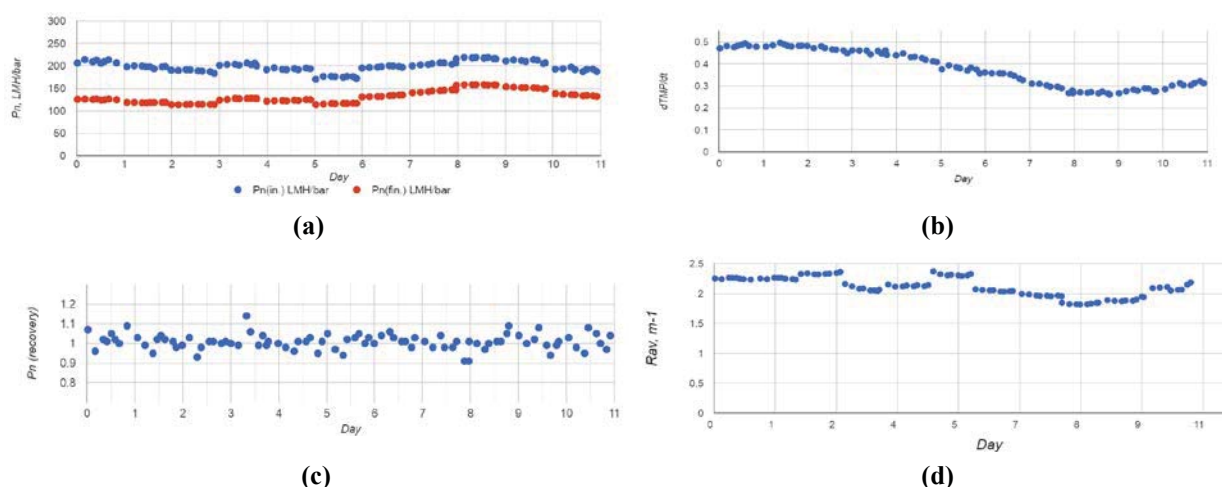 300
250
200
150
100
50
0
Pn, LMH/bar
0 1 2 3 4 5 6 7 8 9 10 11
Day
Pn(in.) LMH/bar Pn(fin.) LMH/bar
(a)
0.5
0.4
0.3
0.2
0.1
0
dTMP/dt
0 1 2 3 4 5 6 7 8 9 10 11
Day
(b)
1.2
1.1
1
0.9
0.8
Pn (recovery)
0 1 2 3 4 5 6 7 8 9 10 11
Day
(c)
2.5
2
1.5
1
0.5
0
Rav, m-1
0 1 2 4 5 7 8 9 11
Day
(d)